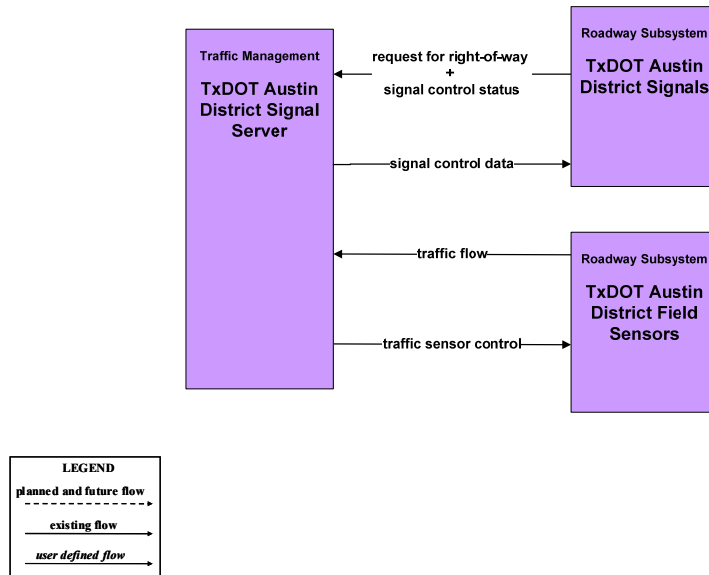 Traffic Management
TxDOT Austin
District Signal
Server
request for right-of-way
+
signal control status
signal control data
traffic flow
traffic sensor control
Roadway Subsystem
TxDOT Austin
District Signals
Roadway Subsystem
TxDOT Austin
District Field
Sensors
LEGEND
planned and future flow
existing flow
user defined flow